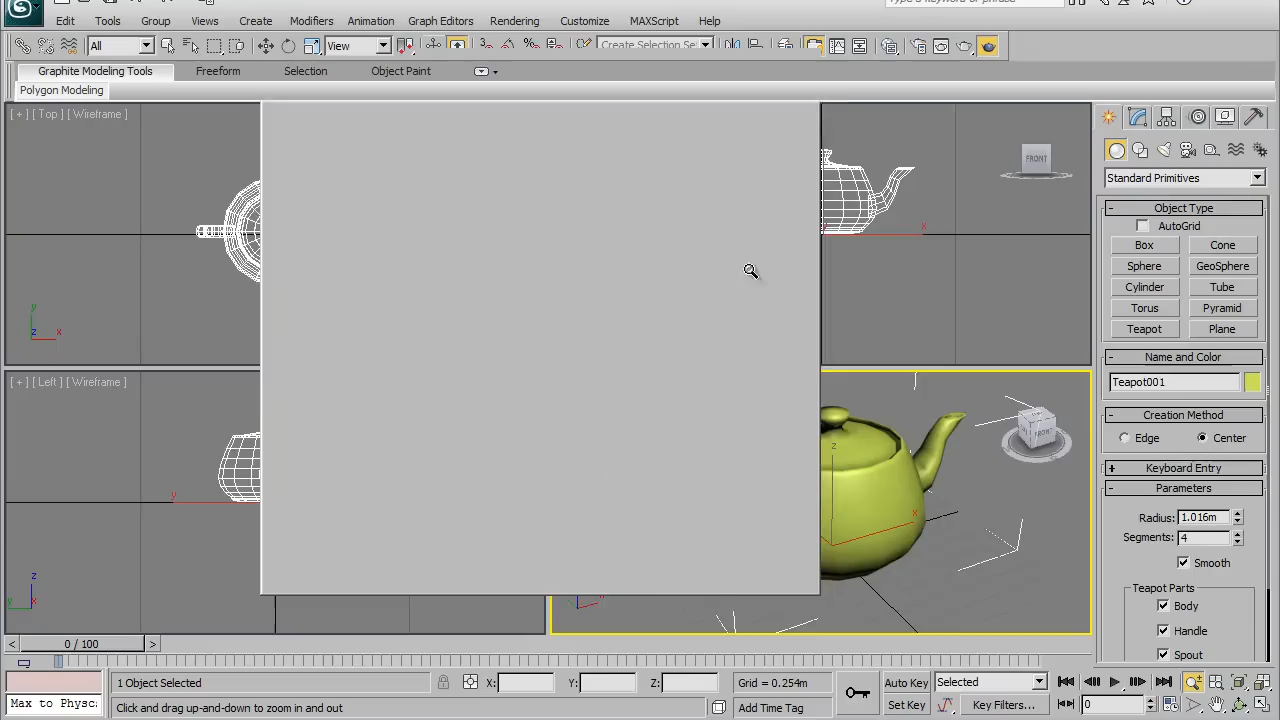 Type a keyword or phrase
Edit Tools Group Views Create Modifiers Animation Graph Editors Rendering Customize MAXScript Help
All View Create Selection Se
Graphite Modeling Tools Freeform Selection Object Paint
Polygon Modeling
[ + ] [ Top ] [ Wireframe ]
FRONT
y
z x
x
Standard Primitives
- Object Type
AutoGrid
Box Cone
Sphere GeoSphere
Cylinder Tube
Torus Pyramid
Teapot Plane
- Name and Color
Teapot001
[ + ] [ Left ] [ Wireframe ]
FRONT
y
z
x
z
y
- Creation Method
Edge Center
+ Keyboard Entry
- Parameters
Radius: 1.016m
Segments: 4
Smooth
Teapot Parts
Body
Handle
Spout
< 0 / 100 >
1 Object Selected X: Y: Z: Grid = 0.254m Auto Key Selected
Max to Physc: Click and drag up-and-down to zoom in and out Add Time Tag Set Key Key Filters... 0